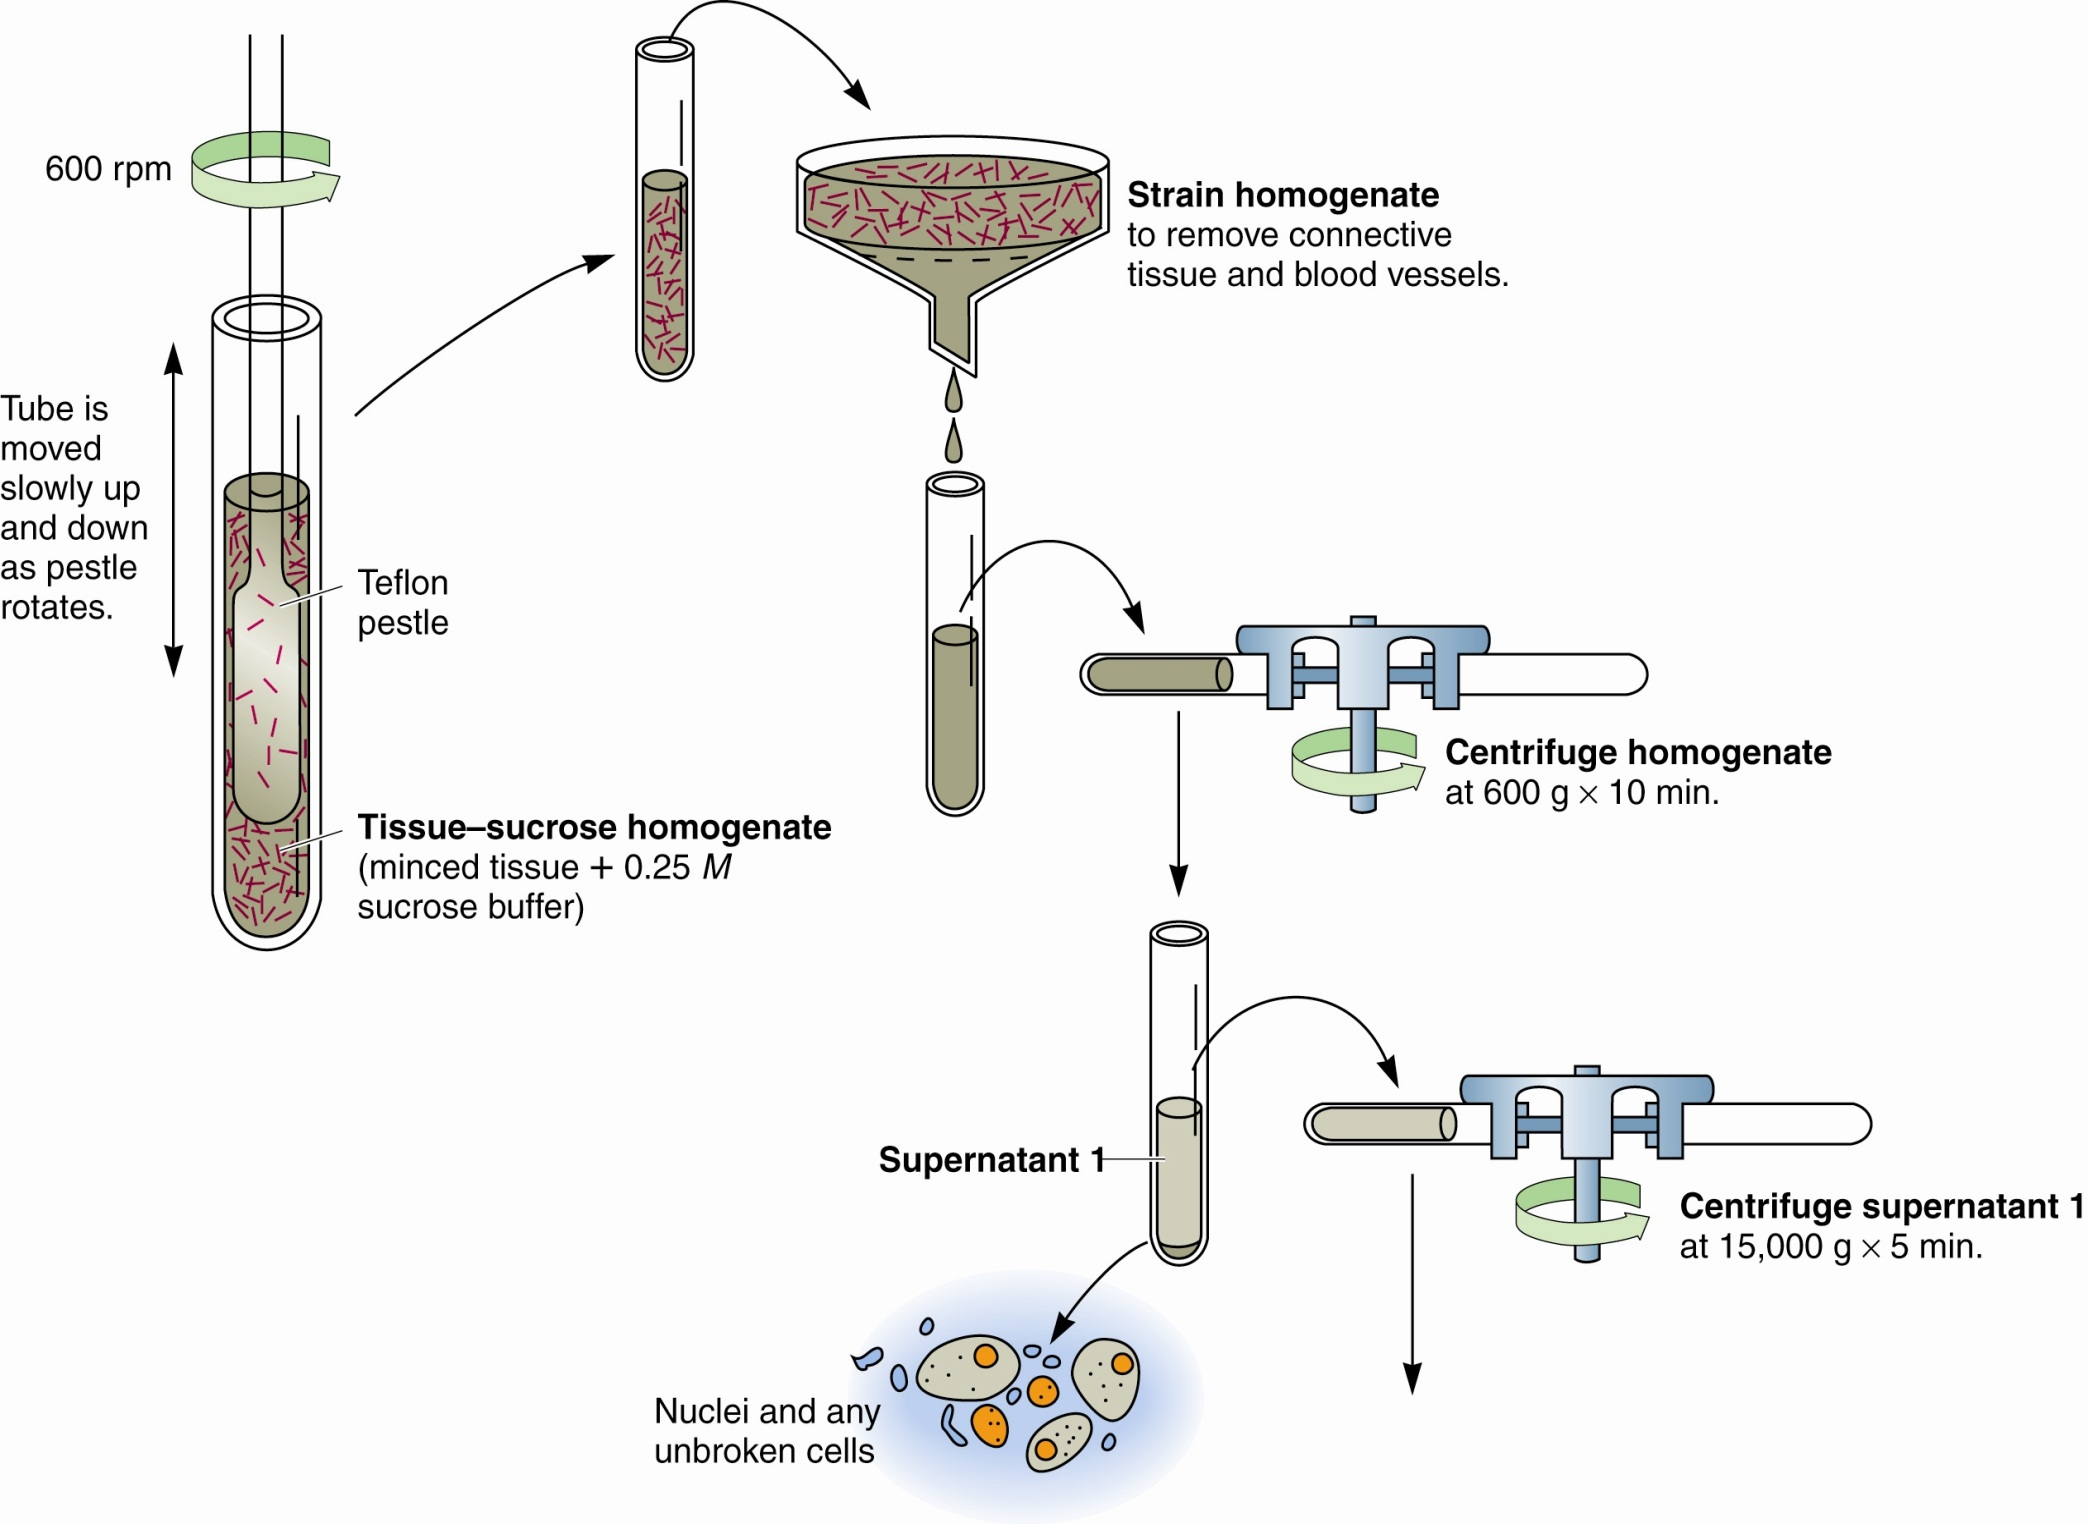 600 rpm
Strain homogenate
to remove connective
tissue and blood vessels.
Tube is
moved
slowly up
and down
as pestle
rotates.
Teflon
pestle
Tissue–sucrose homogenate
(minced tissue + 0.25 M
sucrose buffer)
Centrifuge homogenate
at 600 g × 10 min.
Supernatant 1
Centrifuge supernatant 1
at 15,000 g × 5 min.
Nuclei and any
unbroken cells